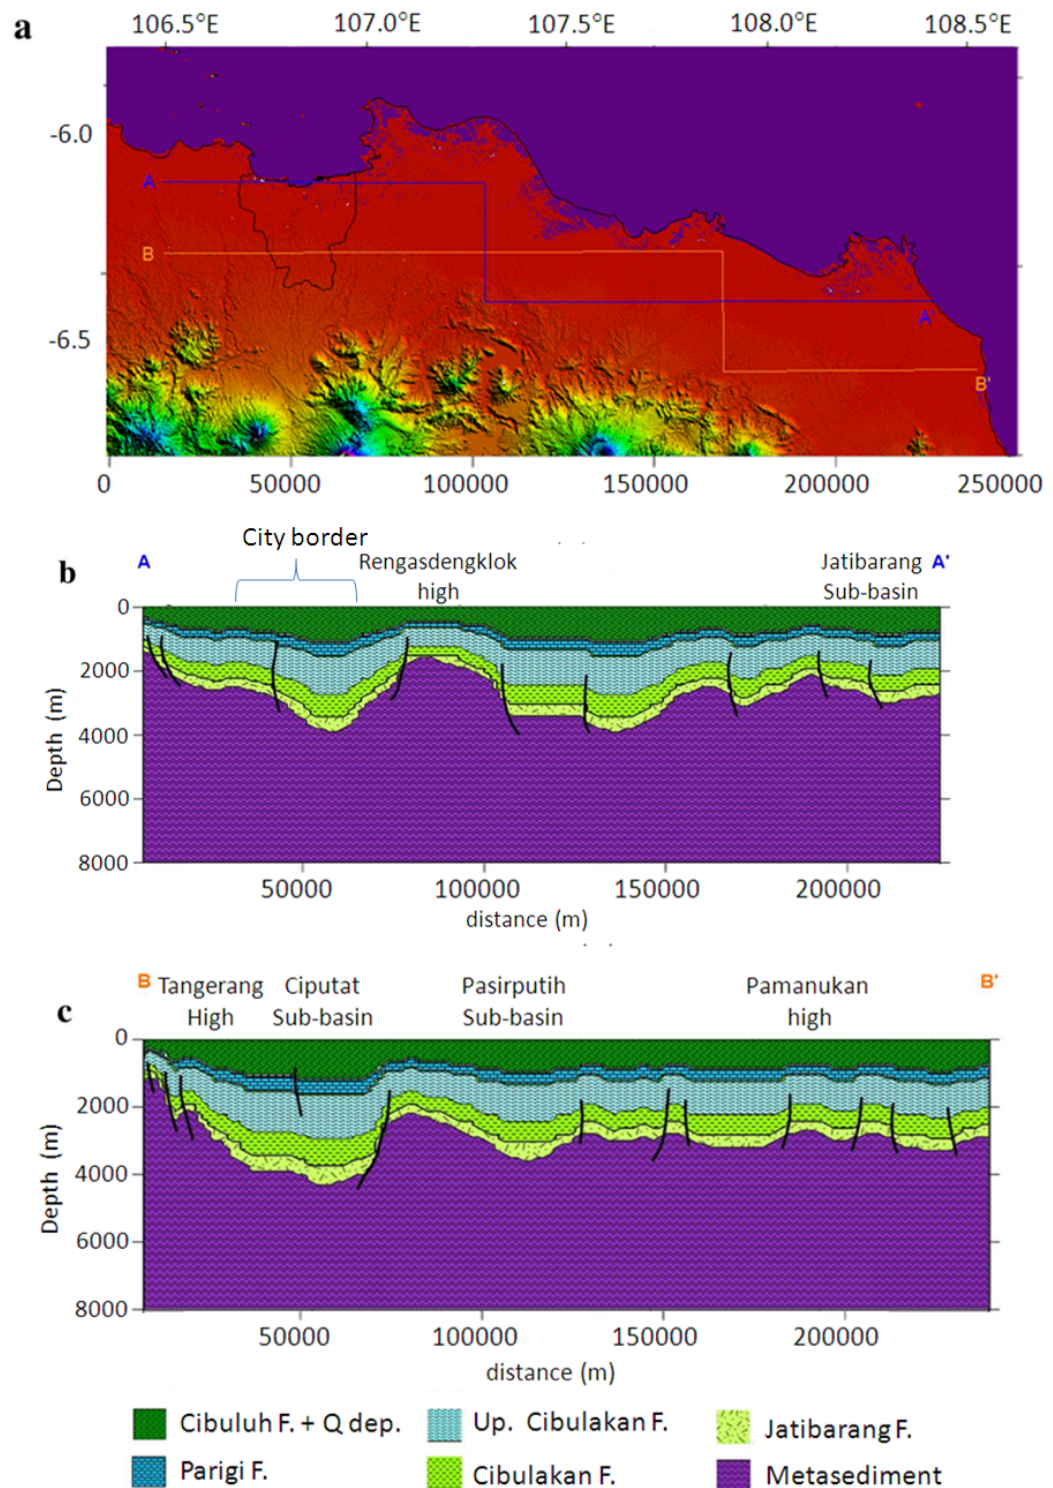 a
106.5°E 107.0°E 107.5°E 108.0°E 108.5°E
-6.0
-6.5
A
B
A'
B'
0 50000 100000 150000 200000 250000
b
A
City border
Rengasdengklok
high
Jatibarang
Sub-basin
A'
0
2000
4000
6000
8000
Depth (m)
50000 100000 150000 200000
distance (m)
c
B
Tangerang
High
Ciputat
Sub-basin
Pasirputih
Sub-basin
Pamanukan
high
B'
0
2000
4000
6000
8000
Depth (m)
50000 100000 150000 200000
distance (m)
Cibuluh F. + Q dep.
Up. Cibulakan F.
Jatibarang F.
Parigi F.
Cibulakan F.
Metasediment